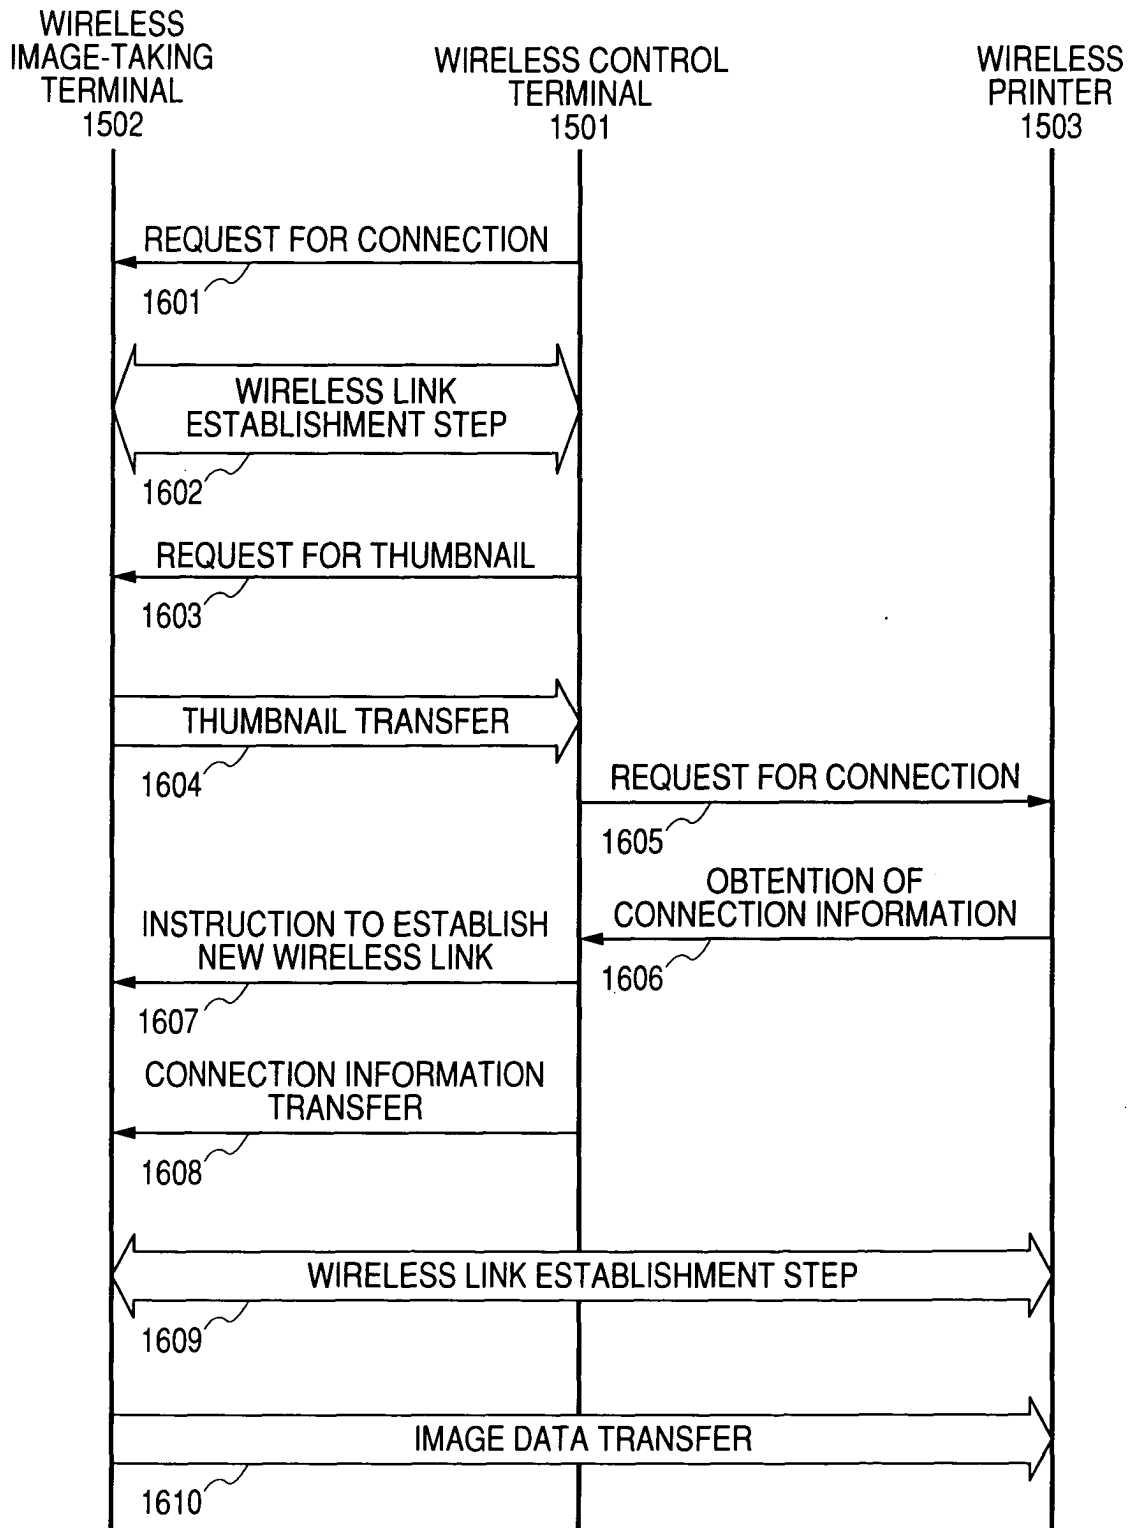 WIRELESS
IMAGE-TAKING
TERMINAL
1502
WIRELESS CONTROL
TERMINAL
1501
WIRELESS
PRINTER
1503
REQUEST FOR CONNECTION
1601
WIRELESS LINK
ESTABLISHMENT STEP
1602
REQUEST FOR THUMBNAIL
1603
THUMBNAIL TRANSFER
1604
REQUEST FOR CONNECTION
1605
OBTENTION OF
CONNECTION INFORMATION
1606
INSTRUCTION TO ESTABLISH
NEW WIRELESS LINK
1607
CONNECTION INFORMATION
TRANSFER
1608
WIRELESS LINK ESTABLISHMENT STEP
1609
IMAGE DATA TRANSFER
1610